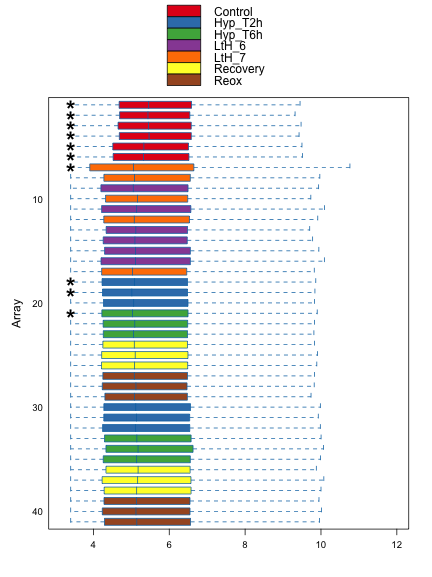 Control
Hyp_T2h
Hyp_T6h
LtH_6
LtH_7
Recovery
Reox
*
*
*
*
*
*
*
10
*
*
20
*
30
40
Array
4 6 8 10 12